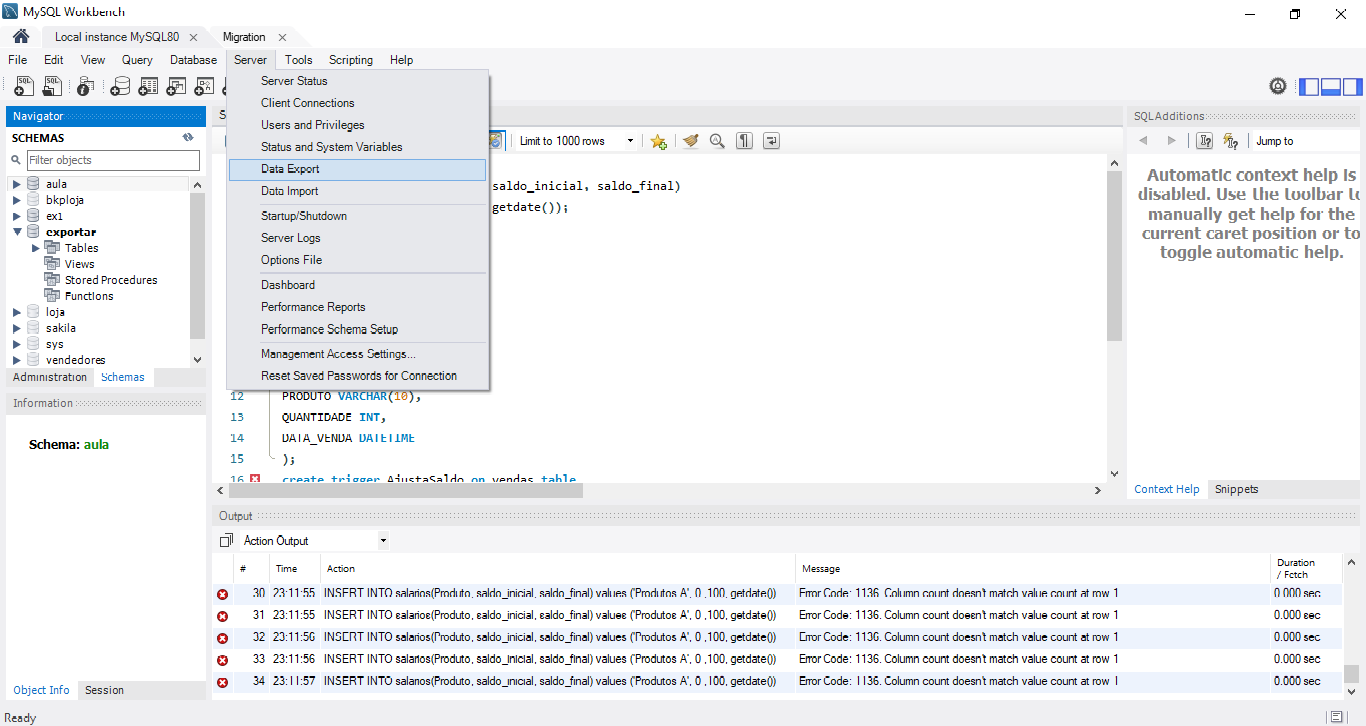 MySQL Workbench
Local instance MySQL80
Migration
File Edit View Query Database Server Tools Scripting Help
Server Status
Client Connections
Users and Privileges
Status and System Variables
Data Export
Data Import
Startup/Shutdown
Server Logs
Options File
Dashboard
Performance Reports
Performance Schema Setup
Management Access Settings...
Reset Saved Passwords for Connection
Navigator
SCHEMAS
Filter objects
aula
bkploja
ex1
exportar
Tables
Views
Stored Procedures
Functions
loja
sakila
sys
vendedores
Administration Schemas
Information
Schema: aula
Object Info Session
Limit to 1000 rows
saldo_inicial, saldo_final)
getdate());
12 PRODUTO VARCHAR(10),
13 QUANTIDADE INT,
14 DATA_VENDA DATETIME
15 );
16 create trigger AjustaSaldo on vendas table
SQLAdditions
Jump to
Automatic context help is
disabled. Use the toolbar to
manually get help for the
current caret position or to
toggle automatic help.
Context Help Snippets
Output
Action Output
# Time Action Message Duration / Fetch
30 23:11:55 INSERT INTO salarios(Produto, saldo_inicial, saldo_final) values ('Produtos A', 0 ,100, getdate()) Error Code: 1136. Column count doesn't match value count at row 1 0.000 sec
31 23:11:55 INSERT INTO salarios(Produto, saldo_inicial, saldo_final) values ('Produtos A', 0 ,100, getdate()) Error Code: 1136. Column count doesn't match value count at row 1 0.000 sec
32 23:11:56 INSERT INTO salarios(Produto, saldo_inicial, saldo_final) values ('Produtos A', 0 ,100, getdate()) Error Code: 1136. Column count doesn't match value count at row 1 0.000 sec
33 23:11:56 INSERT INTO salarios(Produto, saldo_inicial, saldo_final) values ('Produtos A', 0 ,100, getdate()) Error Code: 1136. Column count doesn't match value count at row 1 0.000 sec
34 23:11:57 INSERT INTO salarios(Produto, saldo_inicial, saldo_final) values ('Produtos A', 0 ,100, getdate()) Error Code: 1136. Column count doesn't match value count at row 1 0.000 sec
Ready